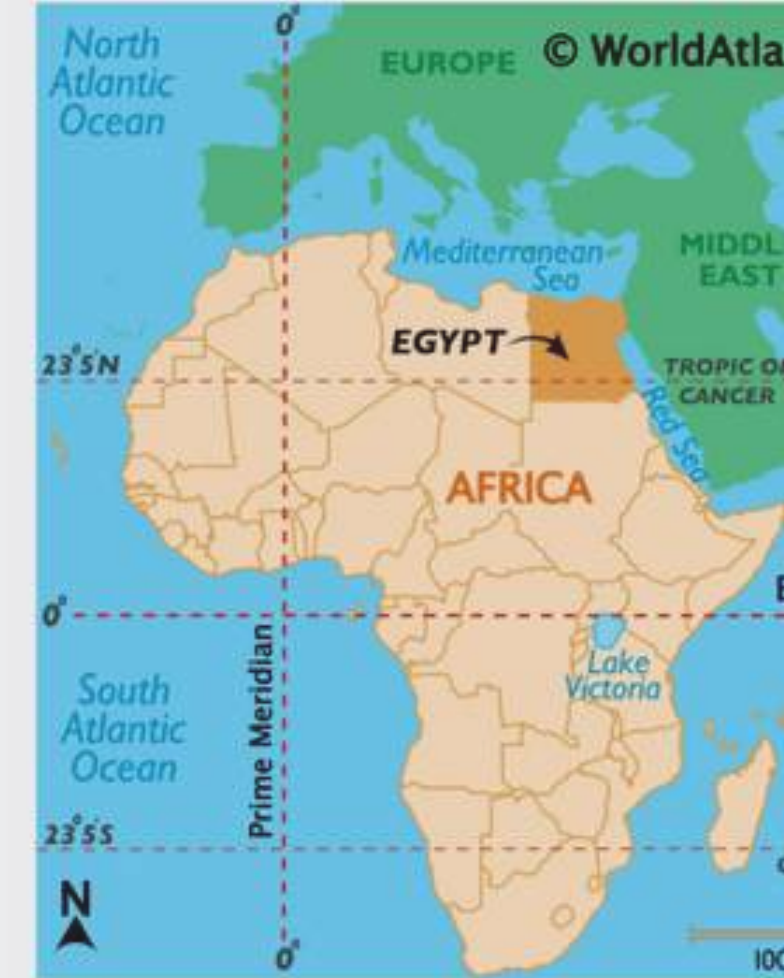 0°
North
Atlantic
Ocean
EUROPE
© WorldAtla
MIDDL
EAST
Mediterranean
Sea
EGYPT
23°5N
TROPIC O
CANCER
Red Sea
AFRICA
0°
E
Lake
Victoria
South
Atlantic
Ocean
Prime Meridian
23°5S
N
0°
100